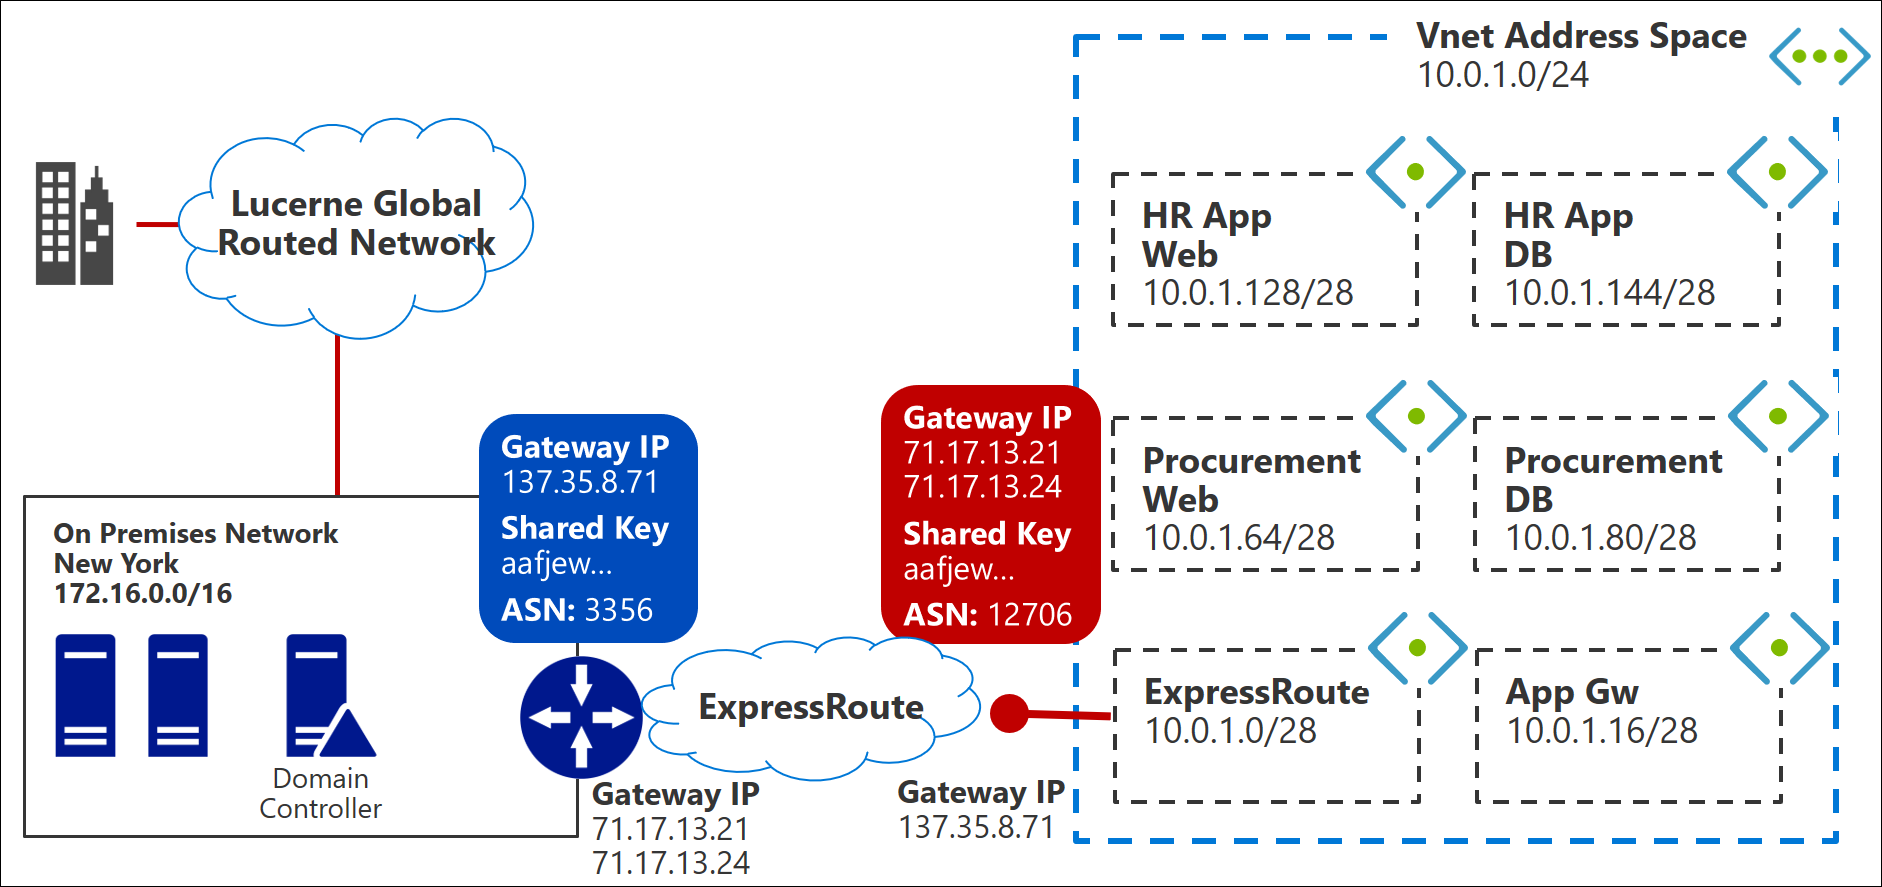 Vnet Address Space
10.0.1.0/24
Lucerne Global
Routed Network
HR App
Web
10.0.1.128/28
HR App
DB
10.0.1.144/28
Gateway IP
137.35.8.71
Shared Key
aafjew...
ASN: 3356
Gateway IP
71.17.13.21
71.17.13.24
Shared Key
aafjew...
ASN: 12706
Procurement
Web
10.0.1.64/28
Procurement
DB
10.0.1.80/28
On Premises Network
New York
172.16.0.0/16
Domain
Controller
ExpressRoute
ExpressRoute
10.0.1.0/28
App Gw
10.0.1.16/28
Gateway IP
71.17.13.21
71.17.13.24
Gateway IP
137.35.8.71